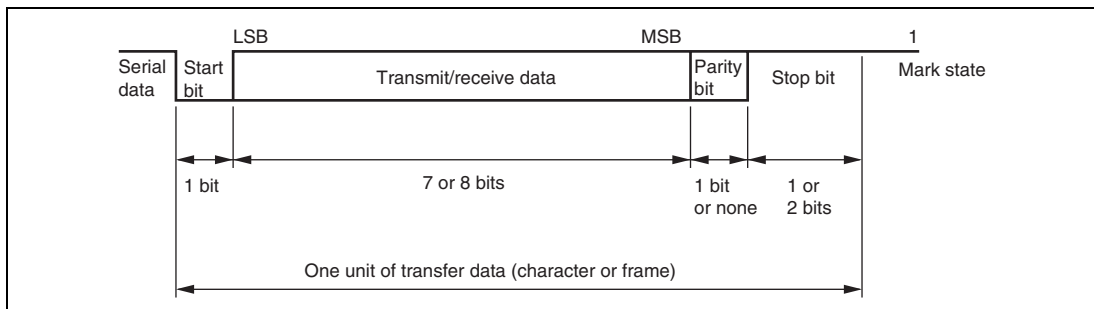 LSB
MSB
1
Serial
data
Start
bit
Transmit/receive data
Parity
bit
Stop bit
Mark state
1 bit
7 or 8 bits
1 bit
or none
1 or
2 bits
One unit of transfer data (character or frame)